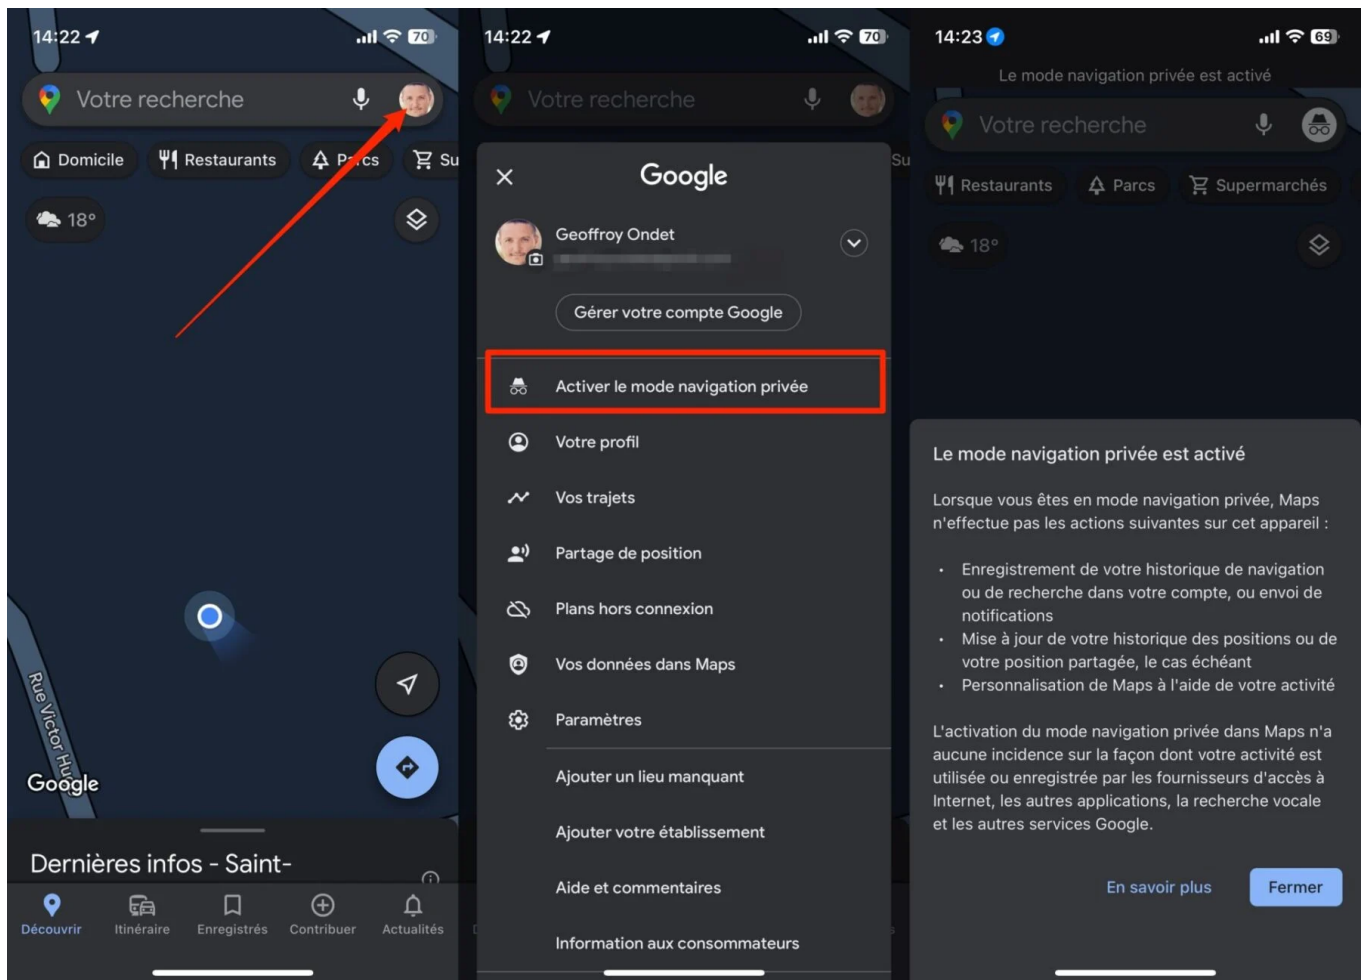 14:22
70
Votre recherche
Domicile
Restaurants
Parcs
Su
18°
Rue Victor Hug
Google
Dernières infos - Saint-
Découvrir
Itinéraire
Enregistrés
Contribuer
Actualités
14:22
70
Votre recherche
Su
Google
Geoffroy Ondet
Gérer votre compte Google
Activer le mode navigation privée
Votre profil
Vos trajets
Partage de position
Plans hors connexion
Vos données dans Maps
Paramètres
Ajouter un lieu manquant
Ajouter votre établissement
Aide et commentaires
Information aux consommateurs
14:23
69
Le mode navigation privée est activé
Votre recherche
Restaurants
Parcs
Supermarchés
18°
Le mode navigation privée est activé
Lorsque vous êtes en mode navigation privée, Maps
n'effectue pas les actions suivantes sur cet appareil :
• Enregistrement de votre historique de navigation
ou de recherche dans votre compte, ou envoi de
notifications
• Mise à jour de votre historique des positions ou de
votre position partagée, le cas échéant
• Personnalisation de Maps à l'aide de votre activité
L'activation du mode navigation privée dans Maps n'a
aucune incidence sur la façon dont votre activité est
utilisée ou enregistrée par les fournisseurs d'accès à
Internet, les autres applications, la recherche vocale
et les autres services Google.
En savoir plus
Fermer